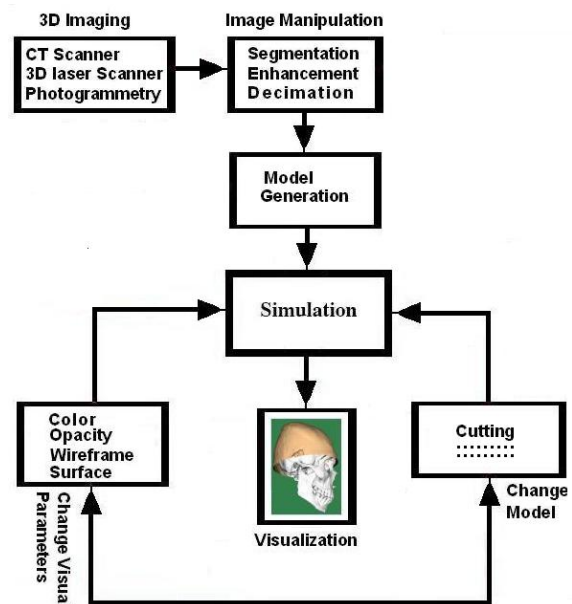 3D Imaging
Image Manipulation
CT Scanner
3D laser Scanner
Photogrammetry
Segmentation
Enhancement
Decimation
Model
Generation
Simulation
Color
Opacity
Wireframe
Surface
Change Visua
Parameters
Visualization
Cutting
Change
Model